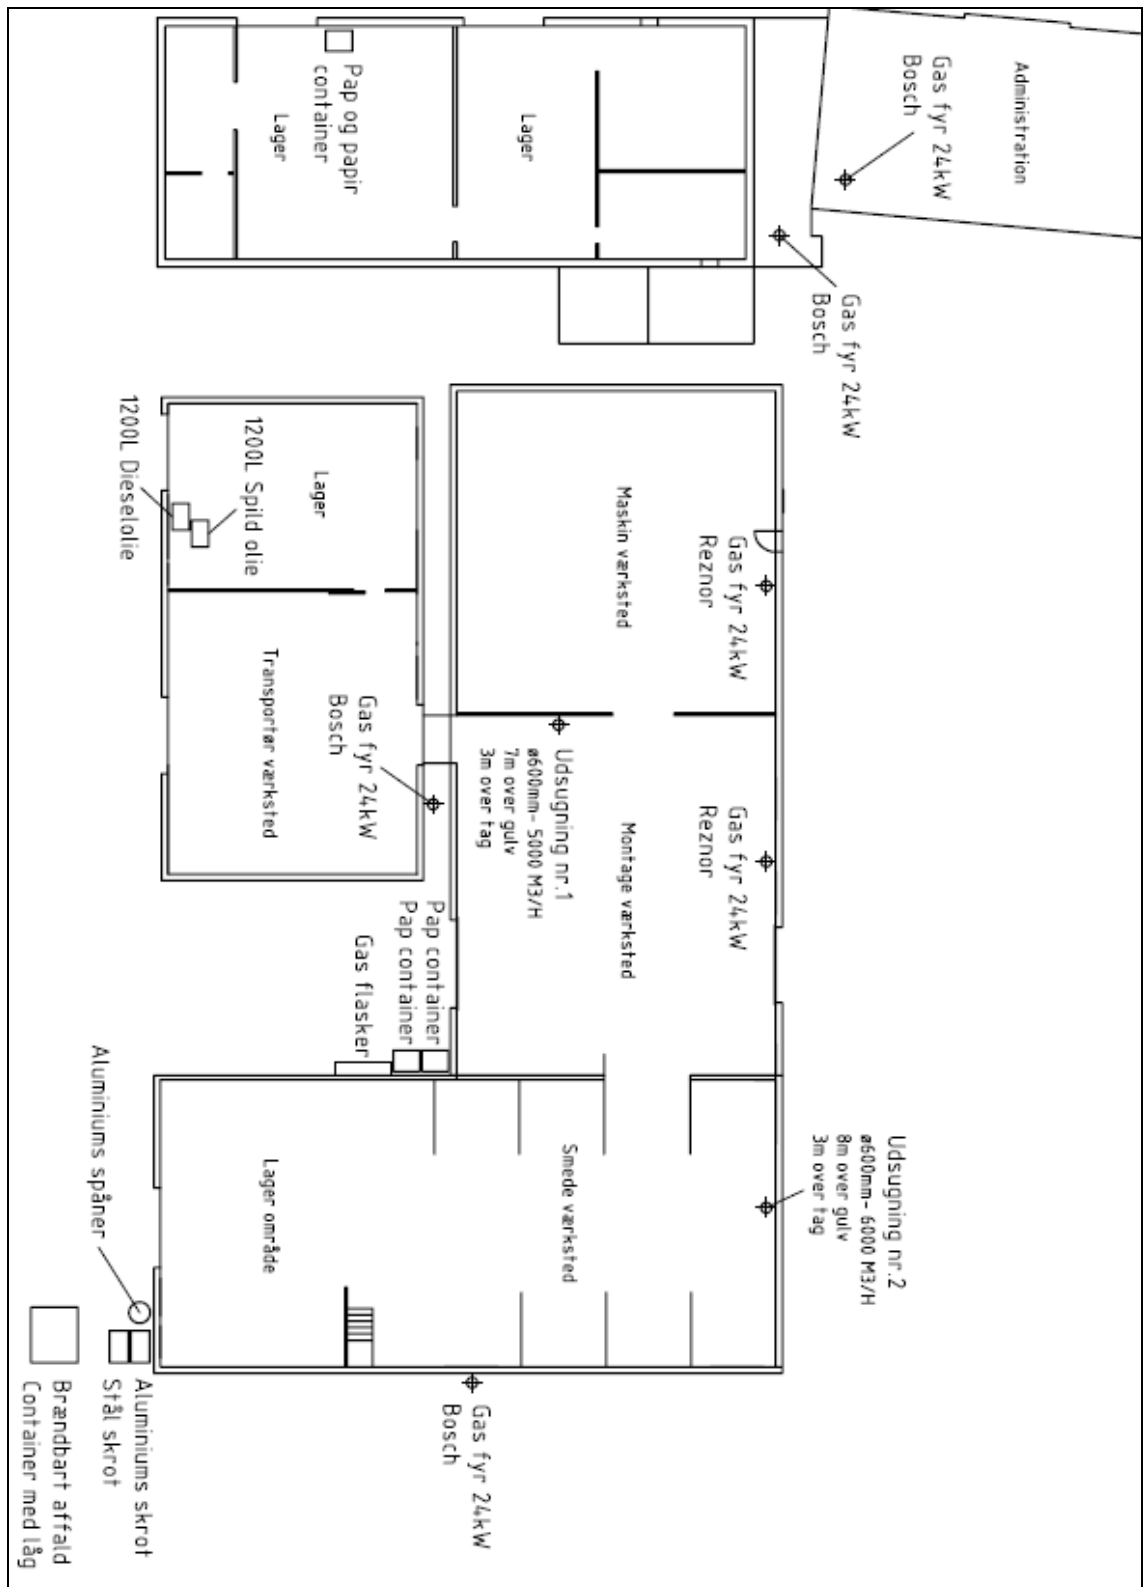 Administration
Gas fyr 24kW
Bosch
Gas fyr 24kW
Bosch
Lager
Pap og papir
container
Lager
Gas fyr 24kW
Reznor
Maskin værksted
Lager
1200L Spild olie
1200L Dieselolie
Gas fyr 24kW
Reznor
Montage værksted
Udsugning nr.1
ø600mm- 5000 M3/H
7m over gulv
3m over tag
Gas fyr 24kW
Bosch
Transportør værksted
Pap container
Pap container
Gas flasker
Udsugning nr.2
ø600mm- 6000 M3/H
8m over gulv
3m over tag
Smede værksted
Lager område
Aluminiums spåner
Gas fyr 24kW
Bosch
Aluminiums skrot
Stål skrot
Brændbart affald
Container med låg